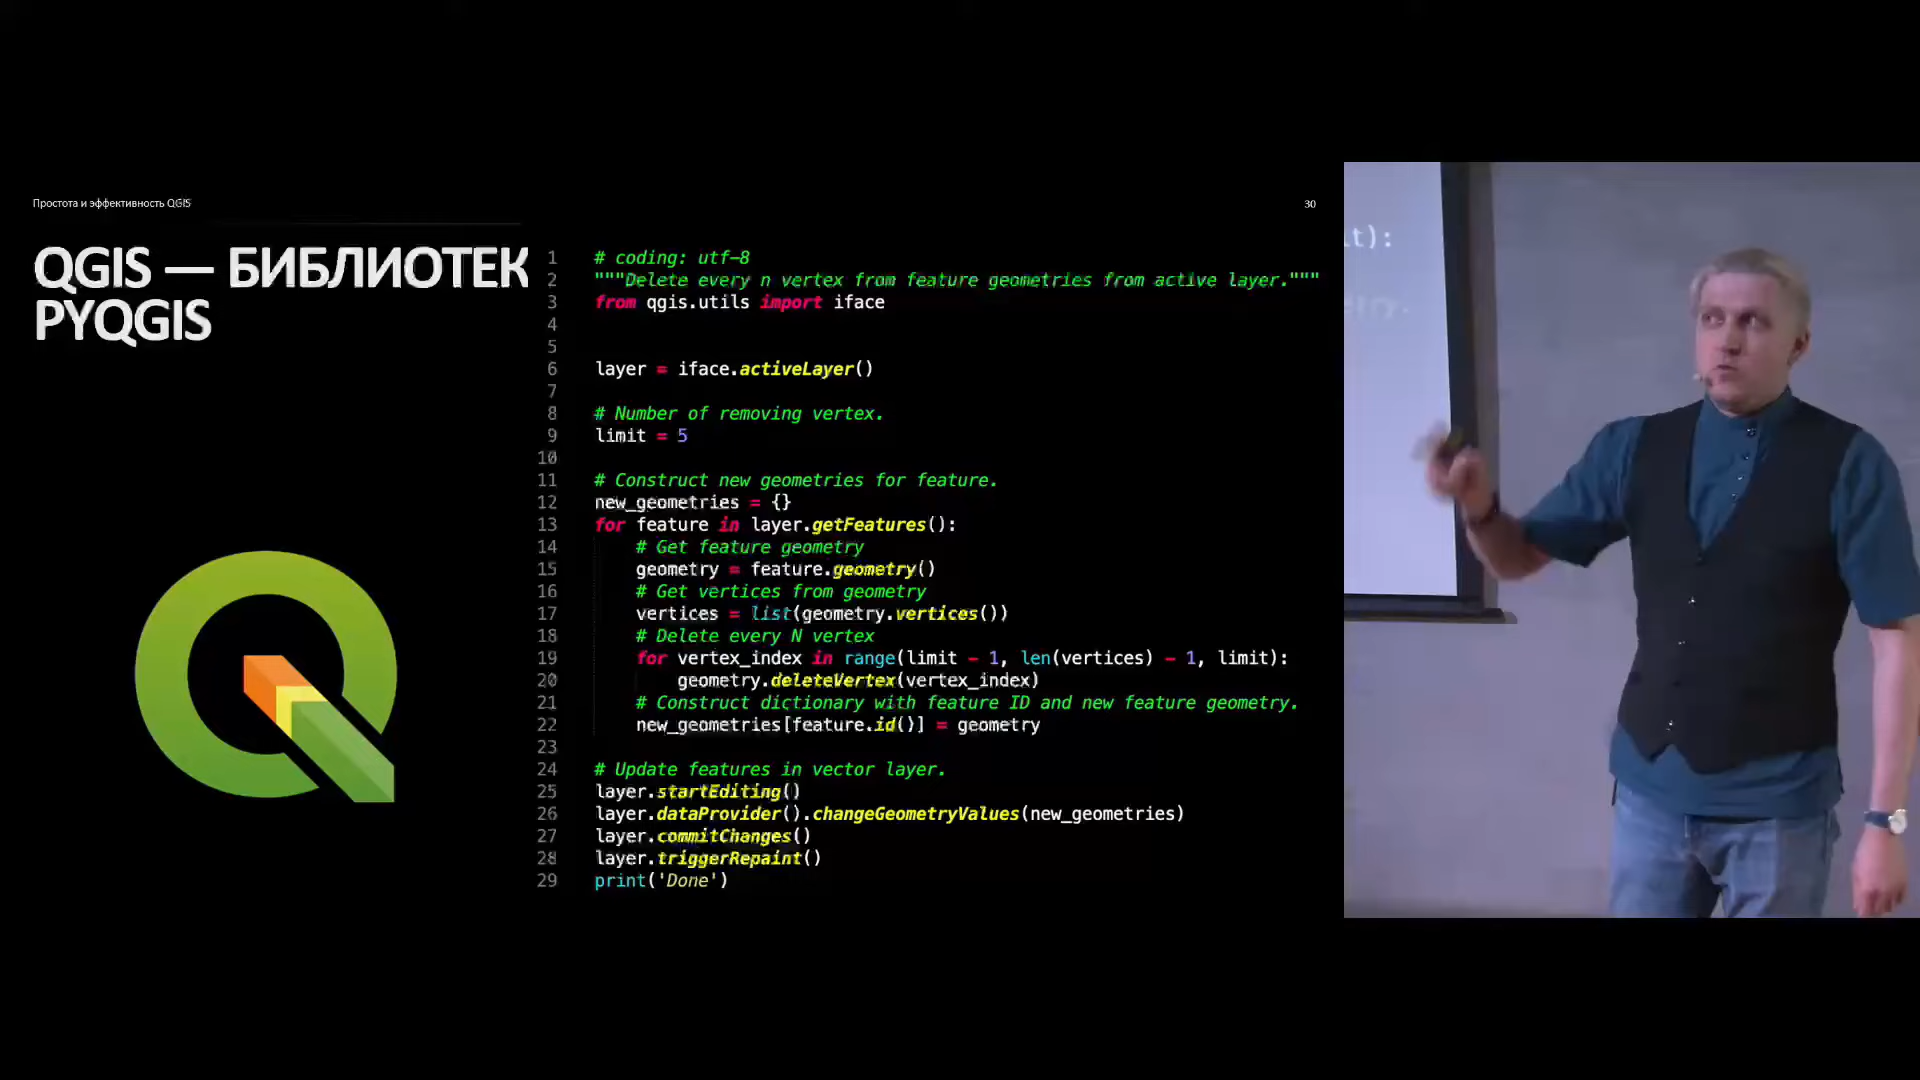 Простота и эффективность QGIS
30
QGIS — БИБЛИОТЕК
PYQGIS
1 # coding: utf-8
2 """Delete every n vertex from feature geometries from active layer."""
3 from qgis.utils import iface
4
5
6 layer = iface.activeLayer()
7
8 # Number of removing vertex.
9 limit = 5
10
11 # Construct new geometries for feature.
12 new_geometries = {}
13 for feature in layer.getFeatures():
14     # Get feature geometry
15     geometry = feature.geometry()
16     # Get vertices from geometry
17     vertices = list(geometry.vertices())
18     # Delete every N vertex
19     for vertex_index in range(limit - 1, len(vertices) - 1, limit):
20         geometry.deleteVertex(vertex_index)
21     # Construct dictionary with feature ID and new feature geometry.
22     new_geometries[feature.id()] = geometry
23
24 # Update features in vector layer.
25 layer.startEditing()
26 layer.dataProvider().changeGeometryValues(new_geometries)
27 layer.commitChanges()
28 layer.triggerRepaint()
29 print('Done')
it):